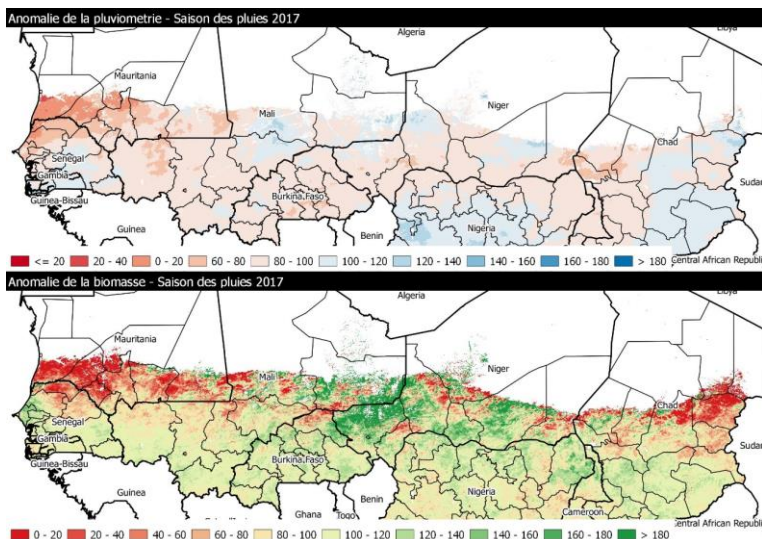 Anomalie de la pluviometrie - Saison des pluies 2017
Algeria
Libya
Mauritania
Mali
Niger
Chad
Senegal
Gambia
Sudan
Burkina Faso
Guinea-Bissau
Guinea
Benin
Nigeria
<= 20 20 - 40 0 - 20 60 - 80 80 - 100 100 - 120 120 - 140 140 - 160 160 - 180 > 180 Central African Republi
Anomalie de la biomasse - Saison des pluies 2017
Algeria
Libya
Mauritania
Niger
Mali
Chad
Senegal
Gambia
Sudan
Burkina Faso
Guinea-Bissau
Guinea
Benin
Nigeria
Ghana Togo
Cameroon
Central African Republi
0 - 20 20 - 40 40 - 60 60 - 80 80 - 100 100 - 120 120 - 140 140 - 160 160 - 180 > 180